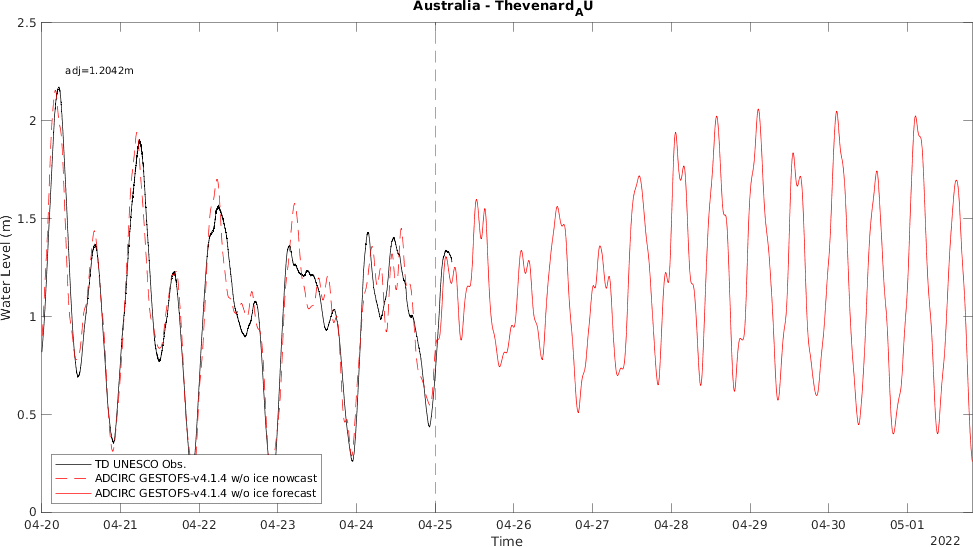 Australia - Thevenard_AU
adj=1.2042m
Water Level (m)
2.5
2
1.5
1
0.5
0
TD UNESCO Obs.
ADCIRC GESTOFS-v4.1.4 w/o ice nowcast
ADCIRC GESTOFS-v4.1.4 w/o ice forecast
04-20 04-21 04-22 04-23 04-24 04-25 04-26 04-27 04-28 04-29 04-30 05-01
Time
2022